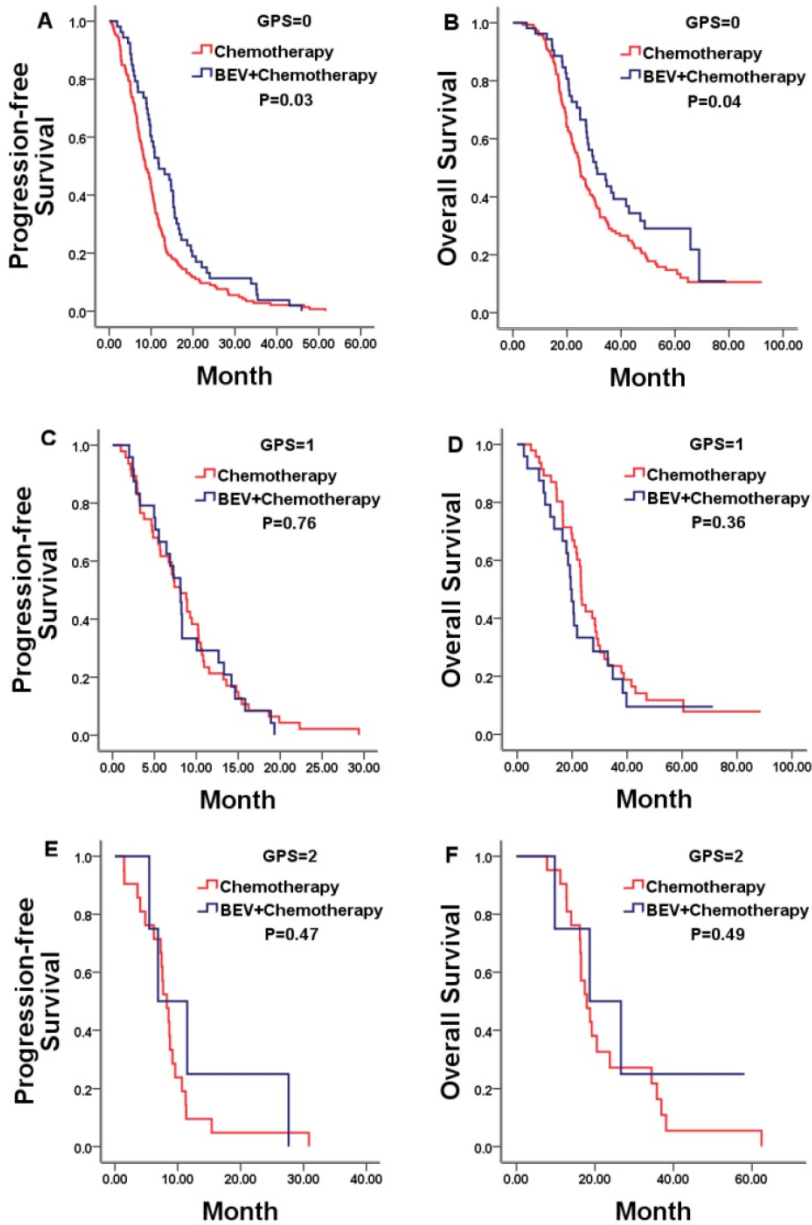 A
GPS=0
Chemotherapy
BEV+Chemotherapy
P=0.03
Progression-free
Survival
1.0
0.8
0.6
0.4
0.2
0.0
0.00 10.00 20.00 30.00 40.00 50.00 60.00
Month
B
GPS=0
Chemotherapy
BEV+Chemotherapy
P=0.04
Overall Survival
1.0
0.8
0.6
0.4
0.2
0.0
0.00 20.00 40.00 60.00 80.00 100.00
Month
C
GPS=1
Chemotherapy
BEV+Chemotherapy
P=0.76
Progression-free
Survival
1.0
0.8
0.6
0.4
0.2
0.0
0.00 5.00 10.00 15.00 20.00 25.00 30.00
Month
D
GPS=1
Chemotherapy
BEV+Chemotherapy
P=0.36
Overall Survival
1.0
0.8
0.6
0.4
0.2
0.0
0.00 20.00 40.00 60.00 80.00 100.00
Month
E
GPS=2
Chemotherapy
BEV+Chemotherapy
P=0.47
Progression-free
Survival
1.0
0.8
0.6
0.4
0.2
0.0
0.00 10.00 20.00 30.00 40.00
Month
F
GPS=2
Chemotherapy
BEV+Chemotherapy
P=0.49
Overall Survival
1.0
0.8
0.6
0.4
0.2
0.0
0.00 20.00 40.00 60.00
Month